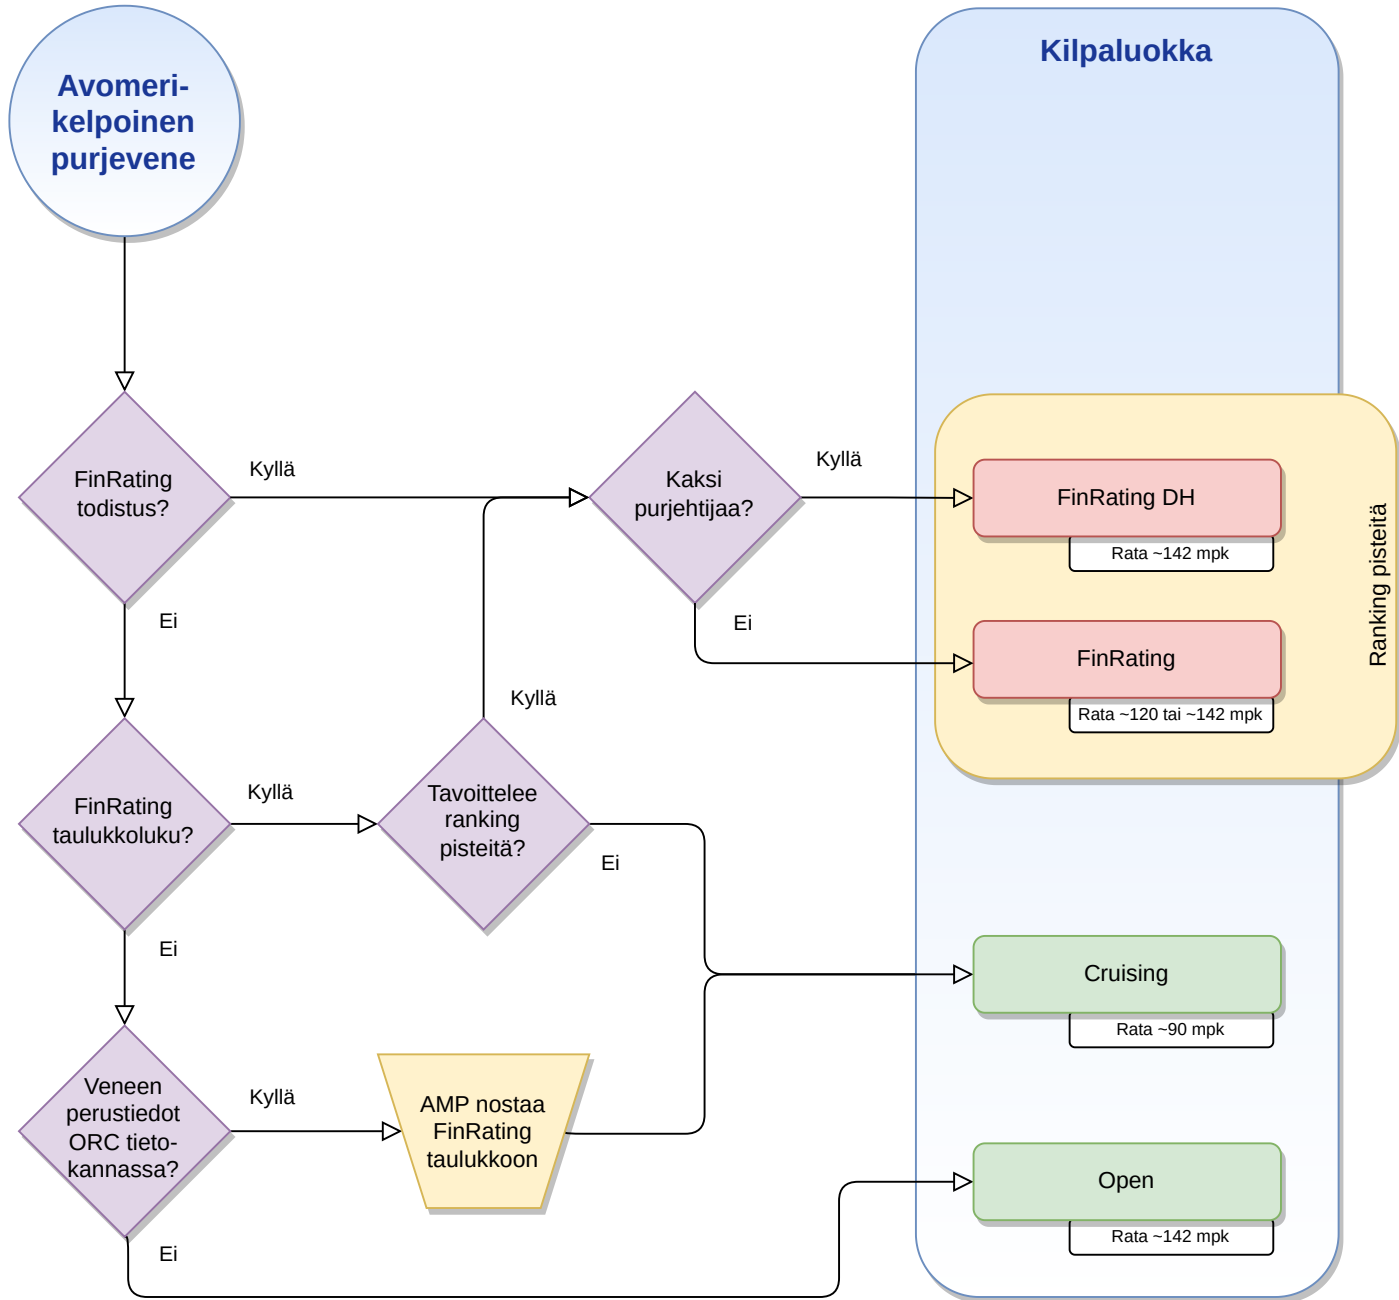 Avomeri-
kelpoinen
purjevene
Kilpaluokka
FinRating
todistus?
Kyllä
Ei
Kaksi
purjehtijaa?
Kyllä
Ei
FinRating DH
Rata ~142 mpk
FinRating
Rata ~120 tai ~142 mpk
Ranking pisteitä
FinRating
taulukkoluku?
Kyllä
Ei
Tavoittelee
ranking
pisteitä?
Kyllä
Ei
Cruising
Rata ~90 mpk
Veneen
perustiedot
ORC tieto-
kannassa?
Kyllä
Ei
AMP nostaa
FinRating
taulukkoon
Open
Rata ~142 mpk